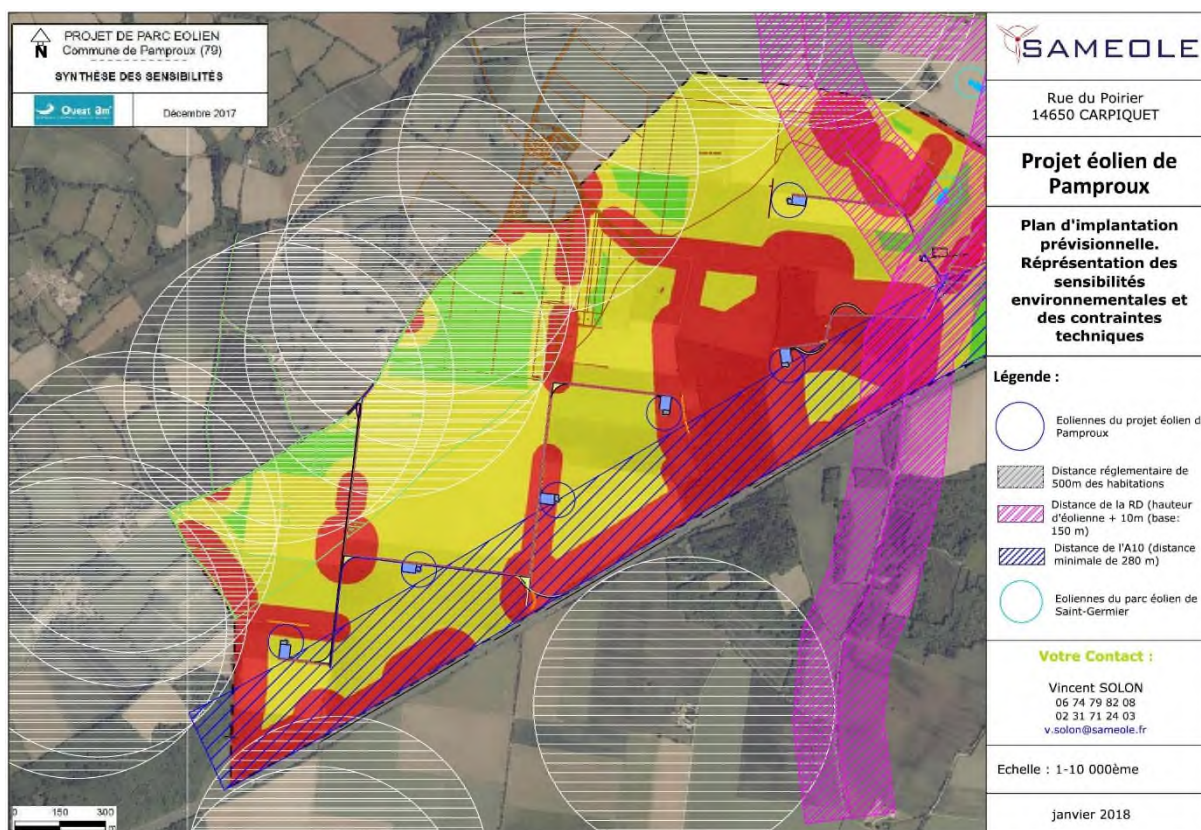 PROJET DE PARC EOLIEN
Commune de Pamproux (79)
SYNTHÈSE DES SENSIBILITÉS
N
Ouest am'
Décembre 2017
0 150 300
SAMEOLE
Rue du Poirier
14650 CARPIQUET
Projet éolien de
Pamproux
Plan d'implantation
prévisionnelle.
Réprésentation des
sensibilités
environnementales et
des contraintes
techniques
Légende :
Eoliennes du projet éolien d
Pamproux
Distance réglementaire de
500m des habitations
Distance de la RD (hauteur
d'éolienne + 10m (base:
150 m)
Distance de l'A10 (distance
minimale de 280 m)
Eoliennes du parc éolien de
Saint-Germier
Votre Contact :
Vincent SOLON
06 74 79 82 08
02 31 71 24 03
v.solon@sameole.fr
Echelle : 1-10 000ème
janvier 2018